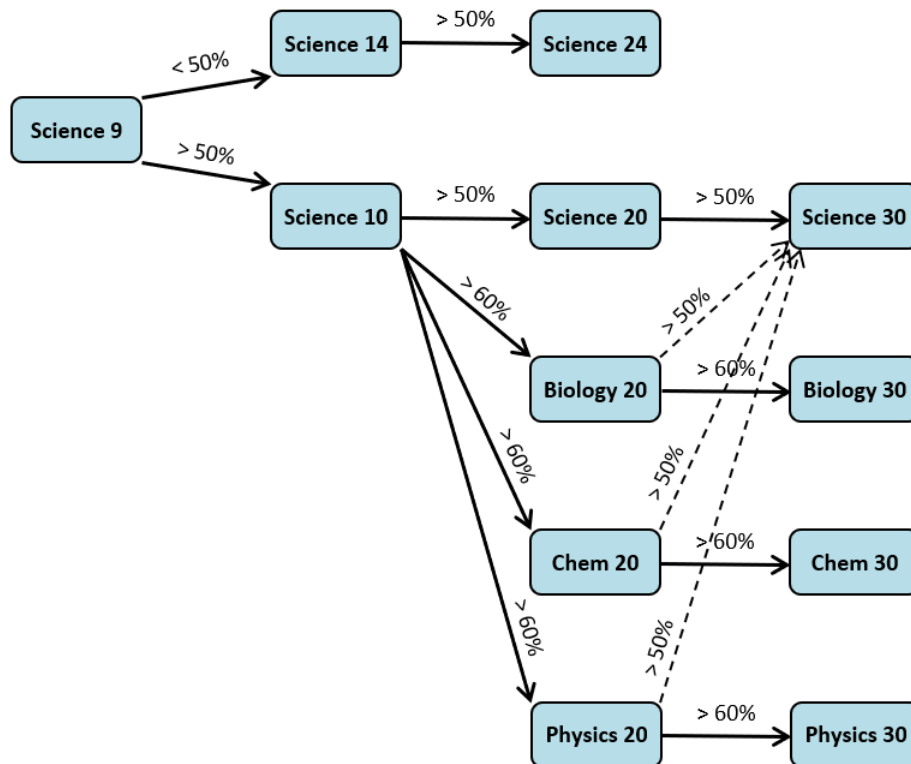 Science 14
> 50%
Science 24
< 50%
Science 9
> 50%
Science 10
> 50%
Science 20
> 50%
Science 30
> 60%
> 50%
Biology 20
> 60%
Biology 30
> 60%
> 50%
Chem 20
> 60%
Chem 30
> 60%
> 50%
Physics 20
> 60%
Physics 30